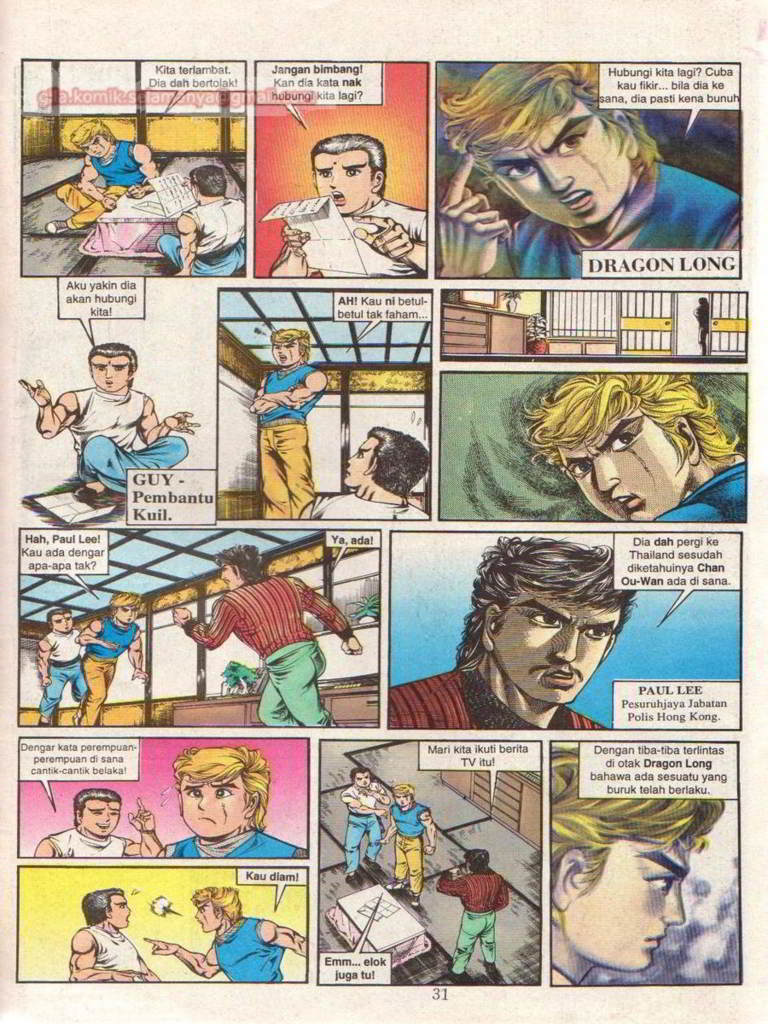 Kita terlambat.
Dia dah bertolak!
gila.komik.selamanya@gmail
Jangan bimbang!
Kan dia kata nak
hubungi kita lagi?
Hubungi kita lagi? Cuba
kau fikir... bila dia ke
sana, dia pasti kena bunuh
DRAGON LONG
Aku yakin dia
akan hubungi
kita!
GUY -
Pembantu
Kuil.
AH! Kau ni betul-
betul tak faham...
Hah, Paul Lee!
Kau ada dengar
apa-apa tak?
Ya, ada!
Dia dah pergi ke
Thailand sesudah
diketahuinya Chan
Ou-Wan ada di sana.
PAUL LEE
Pesuruhjaya Jabatan
Polis Hong Kong.
Dengar kata perempuan-
perempuan di sana
cantik-cantik belaka!
Kau diam!
Mari kita ikuti berita
TV itu!
Emm... elok
juga tu!
Dengan tiba-tiba terlintas
di otak Dragon Long
bahawa ada sesuatu yang
buruk telah berlaku.
31